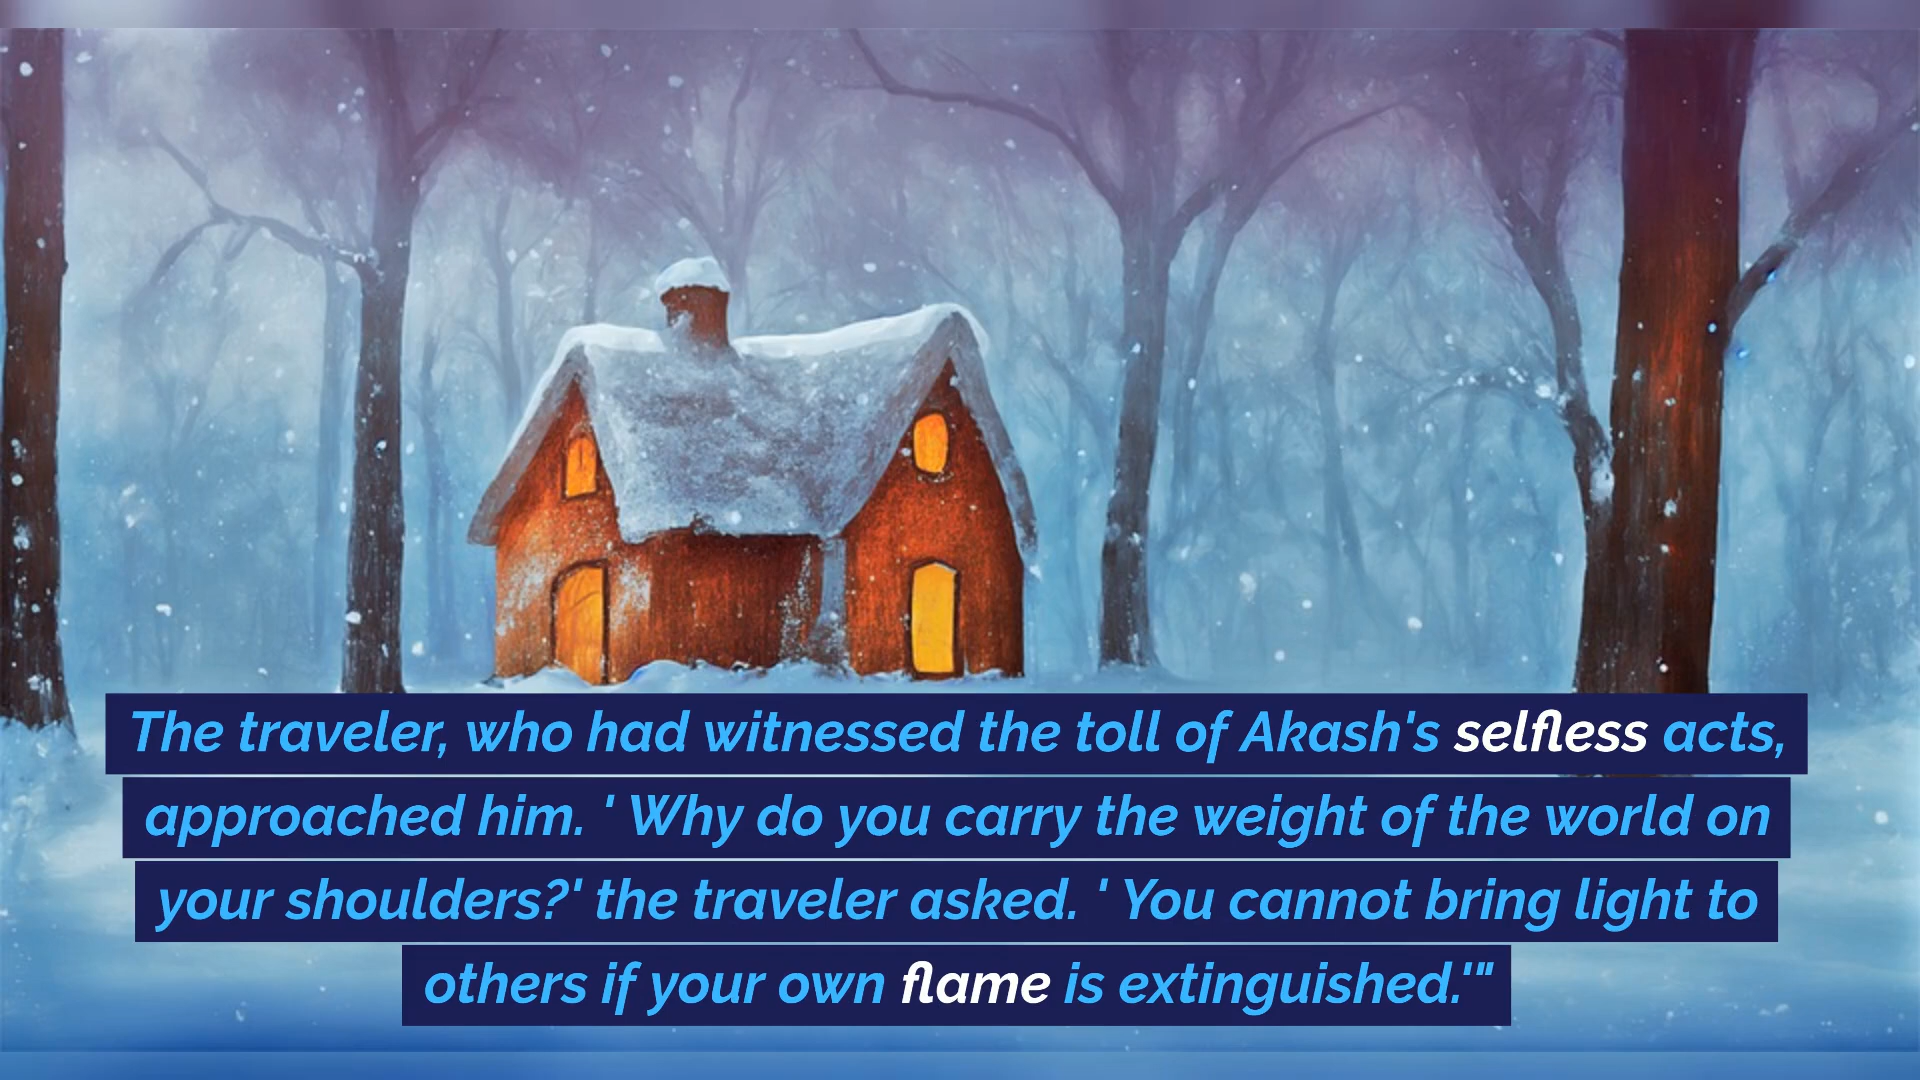 The traveler, who had witnessed the toll of Akash's selfless acts,
approached him. ' Why do you carry the weight of the world on
your shoulders?' the traveler asked. ' You cannot bring light to
others if your own flame is extinguished.'"